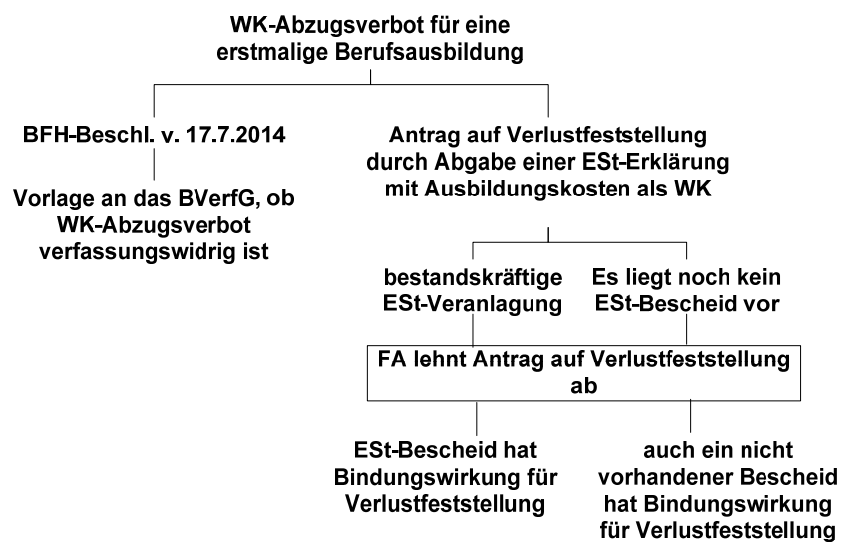 WK-Abzugsverbot für eine
erstmalige Berufsausbildung
BFH-Beschl. v. 17.7.2014
Vorlage an das BVerfG, ob
WK-Abzugsverbot
verfassungswidrig ist
Antrag auf Verlustfeststellung
durch Abgabe einer ESt-Erklärung
mit Ausbildungskosten als WK
bestandskräftige
ESt-Veranlagung
Es liegt noch kein
ESt-Bescheid vor
FA lehnt Antrag auf Verlustfeststellung
ab
ESt-Bescheid hat
Bindungswirkung für
Verlustfeststellung
auch ein nicht
vorhandener Bescheid
hat Bindungswirkung
für Verlustfeststellung